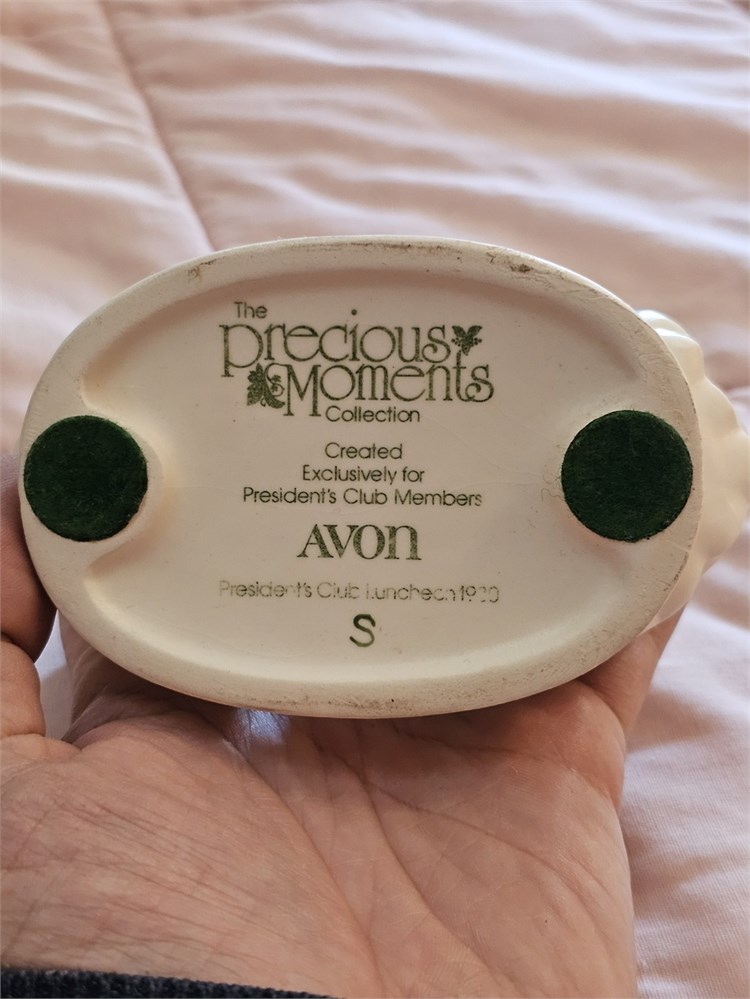 The
Precious
Moments
Collection
Created
Exclusively for
President's Club Members
AVON
President's Club Luncheon
S